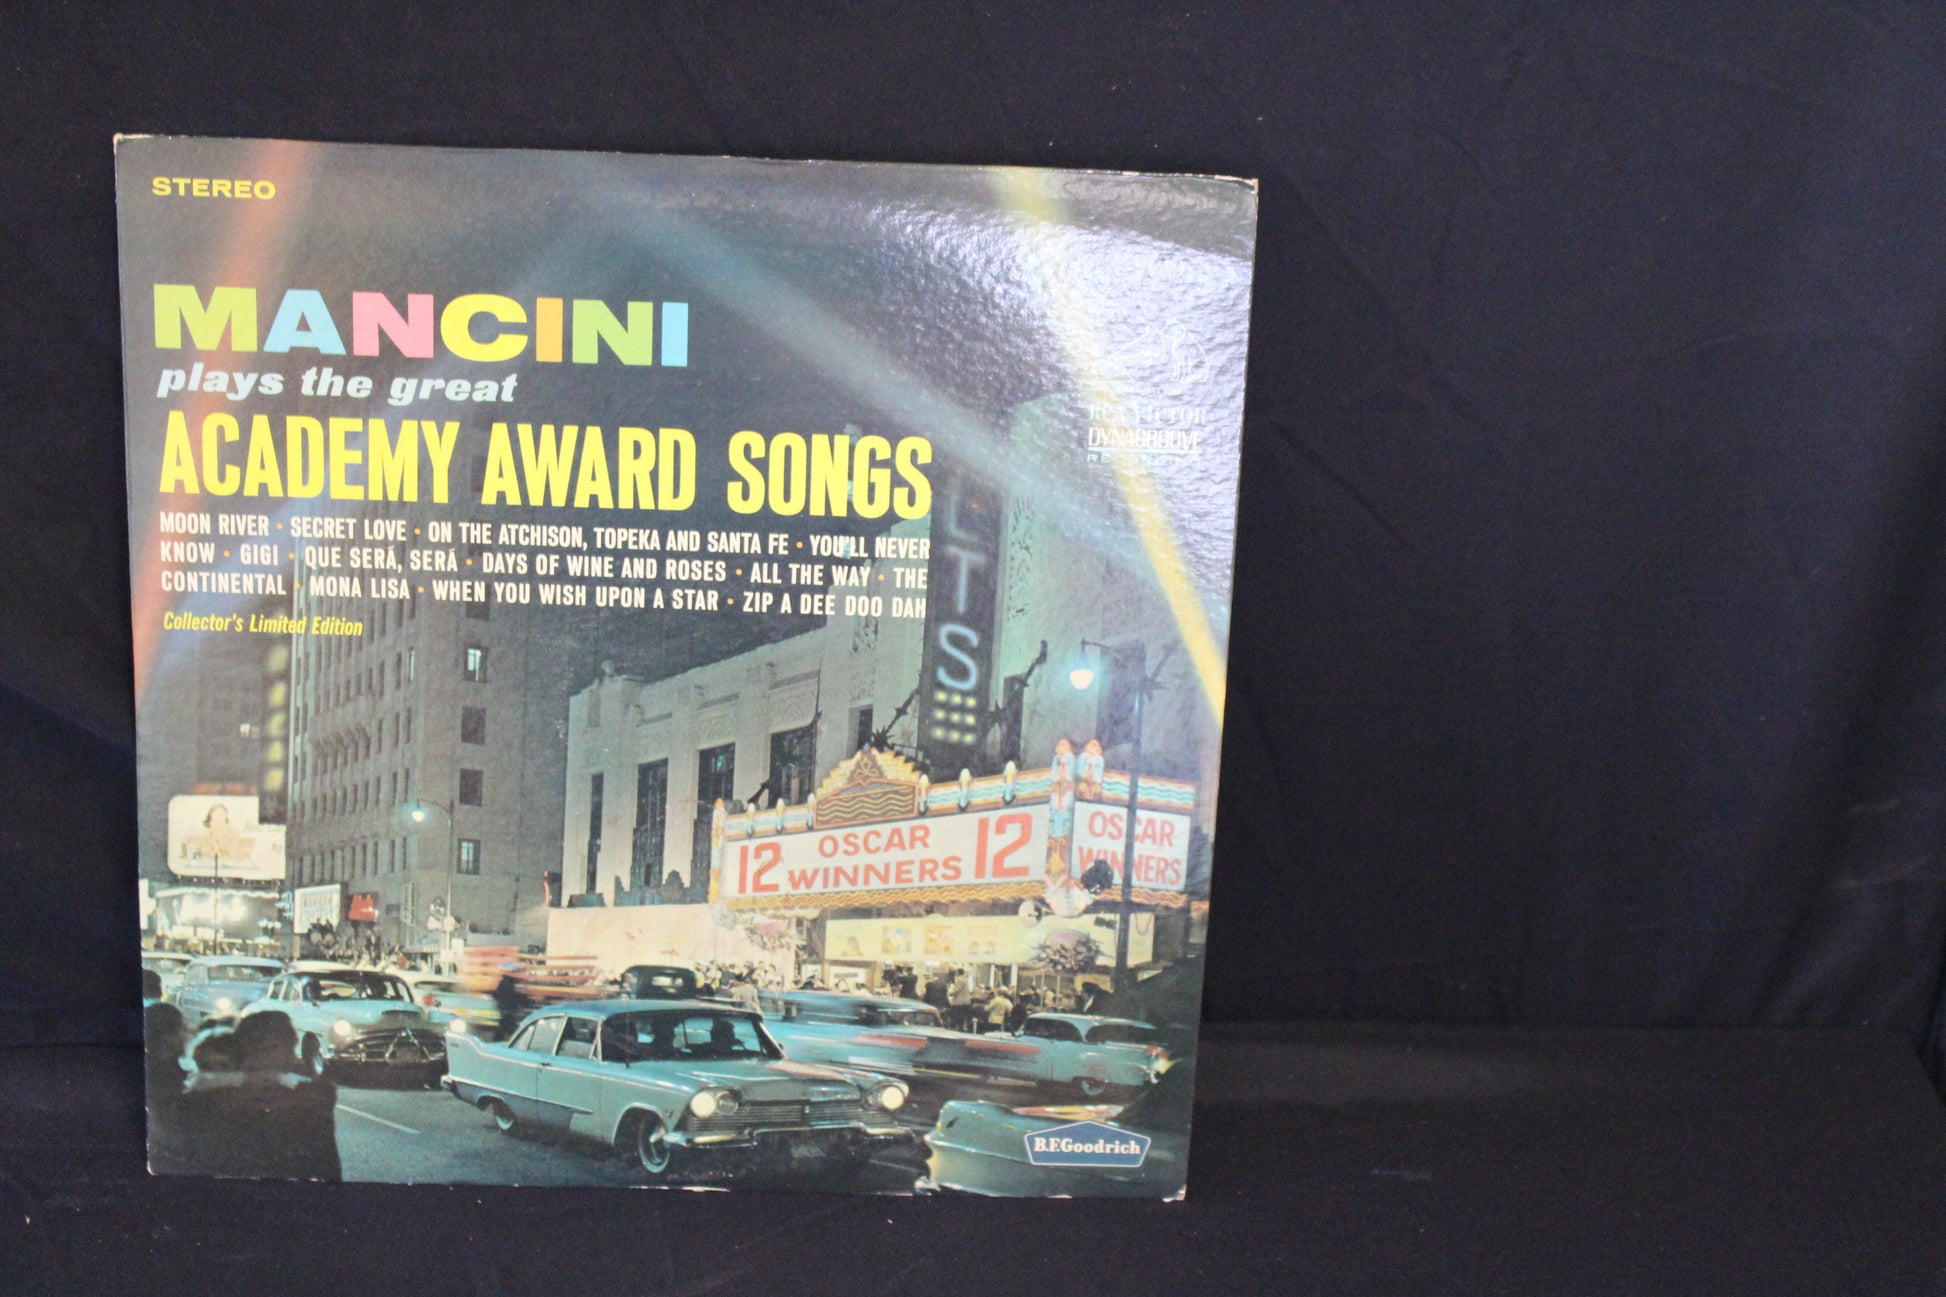 STEREO
MANCINI
plays the great
ACADEMY AWARD SONGS
MOON RIVER • SECRET LOVE • ON THE ATCHISON, TOPEKA AND SANTA FE • YOU'LL NEVER
KNOW • GIGI • QUE SERÁ, SERÁ • DAYS OF WINE AND ROSES • ALL THE WAY • THE
CONTINENTAL • MONA LISA • WHEN YOU WISH UPON A STAR • ZIP A DEE DOO DAH
Collector's Limited Edition
RCA VICTOR
DYNAGROOVE
RECORDING
LTS
12 OSCAR WINNERS 12
OSCAR
WINNERS
B.F.Goodrich